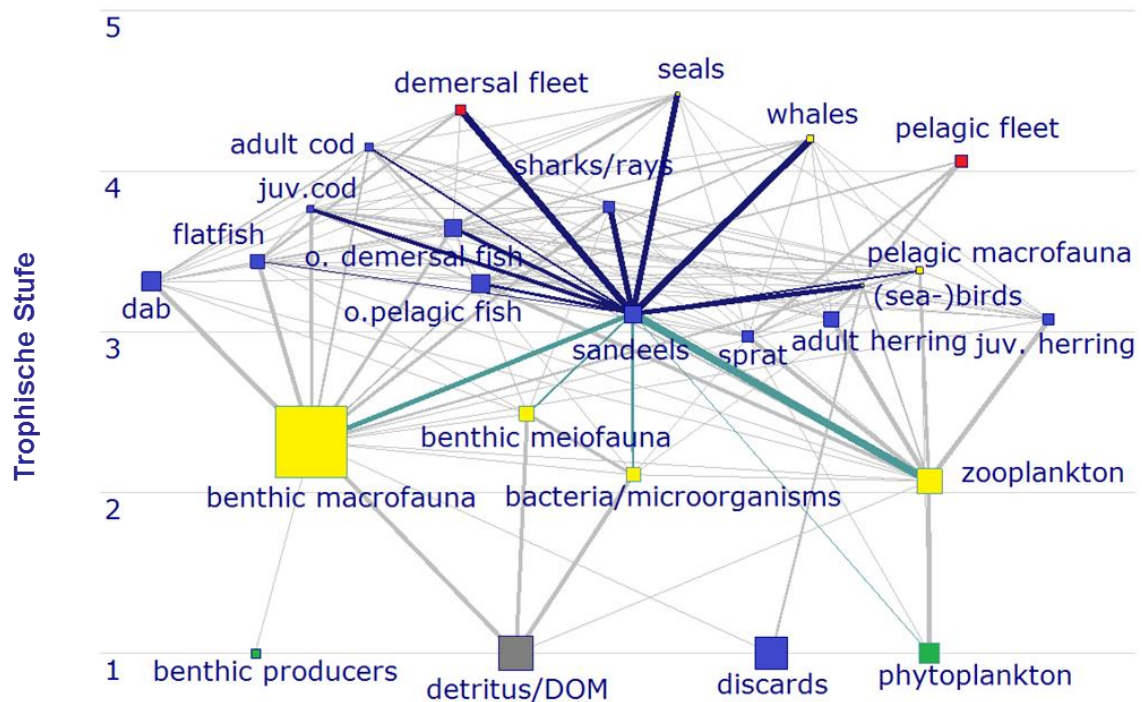 5
seals
demersal fleet
whales
pelagic fleet
adult cod
sharks/rays
4
juv.cod
flatfish
o. demersal fish
pelagic macrofauna
dab
o.pelagic fish
(sea-)birds
3
sandeels
sprat
adult herring
juv. herring
Trophische Stufe
benthic meiofauna
zooplankton
benthic macrofauna
bacteria/microorganisms
2
1
benthic producers
detritus/DOM
discards
phytoplankton